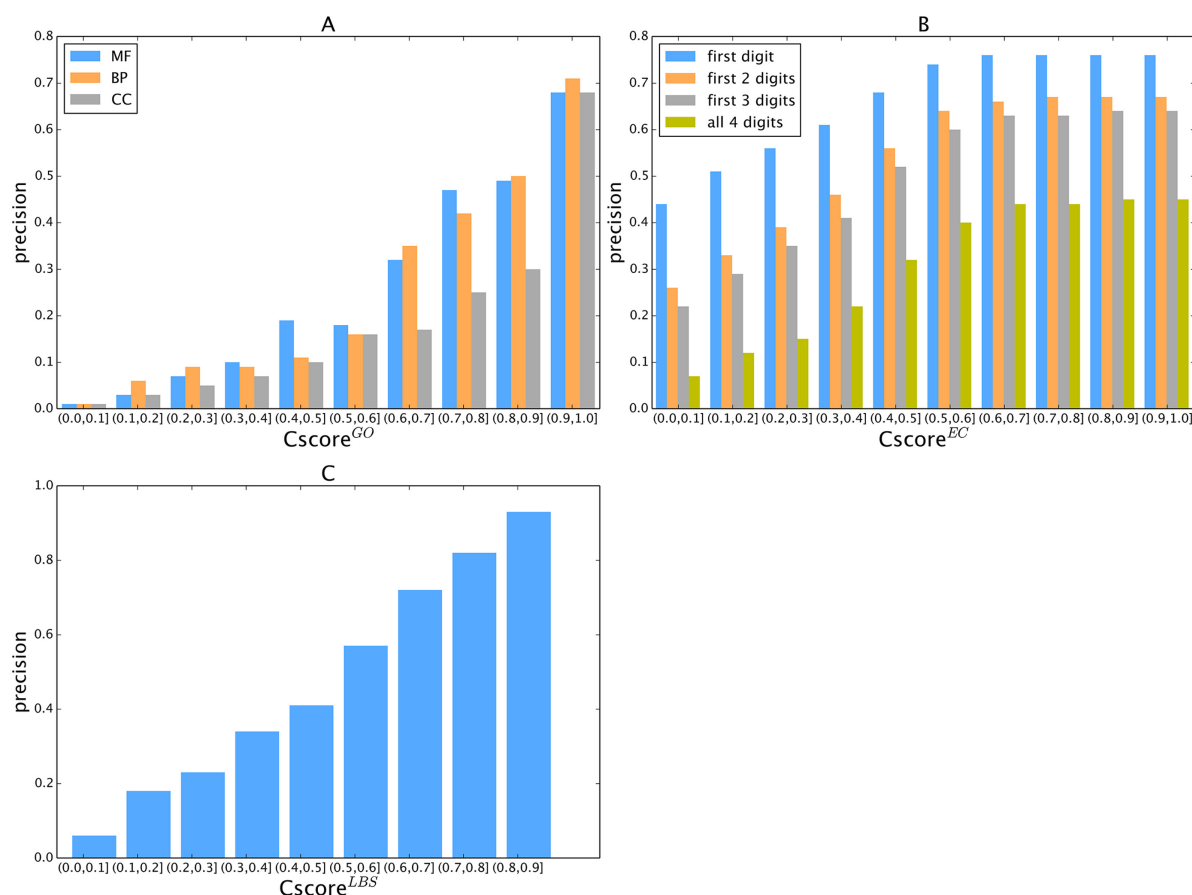 A
MF
BP
CC
0.8
0.7
0.6
0.5
0.4
0.3
0.2
0.1
0.0
precision
(0.0,0.1] (0.1,0.2] (0.2,0.3] (0.3,0.4] (0.4,0.5] (0.5,0.6] (0.6,0.7] (0.7,0.8] (0.8,0.9] (0.9,1.0]
Cscore^GO
B
first digit
first 2 digits
first 3 digits
all 4 digits
0.8
0.7
0.6
0.5
0.4
0.3
0.2
0.1
0.0
precision
(0.0,0.1] (0.1,0.2] (0.2,0.3] (0.3,0.4] (0.4,0.5] (0.5,0.6] (0.6,0.7] (0.7,0.8] (0.8,0.9] (0.9,1.0]
Cscore^EC
C
1.0
0.8
0.6
0.4
0.2
0.0
precision
(0.0,0.1] (0.1,0.2] (0.2,0.3] (0.3,0.4] (0.4,0.5] (0.5,0.6] (0.6,0.7] (0.7,0.8] (0.8,0.9]
Cscore^LBS